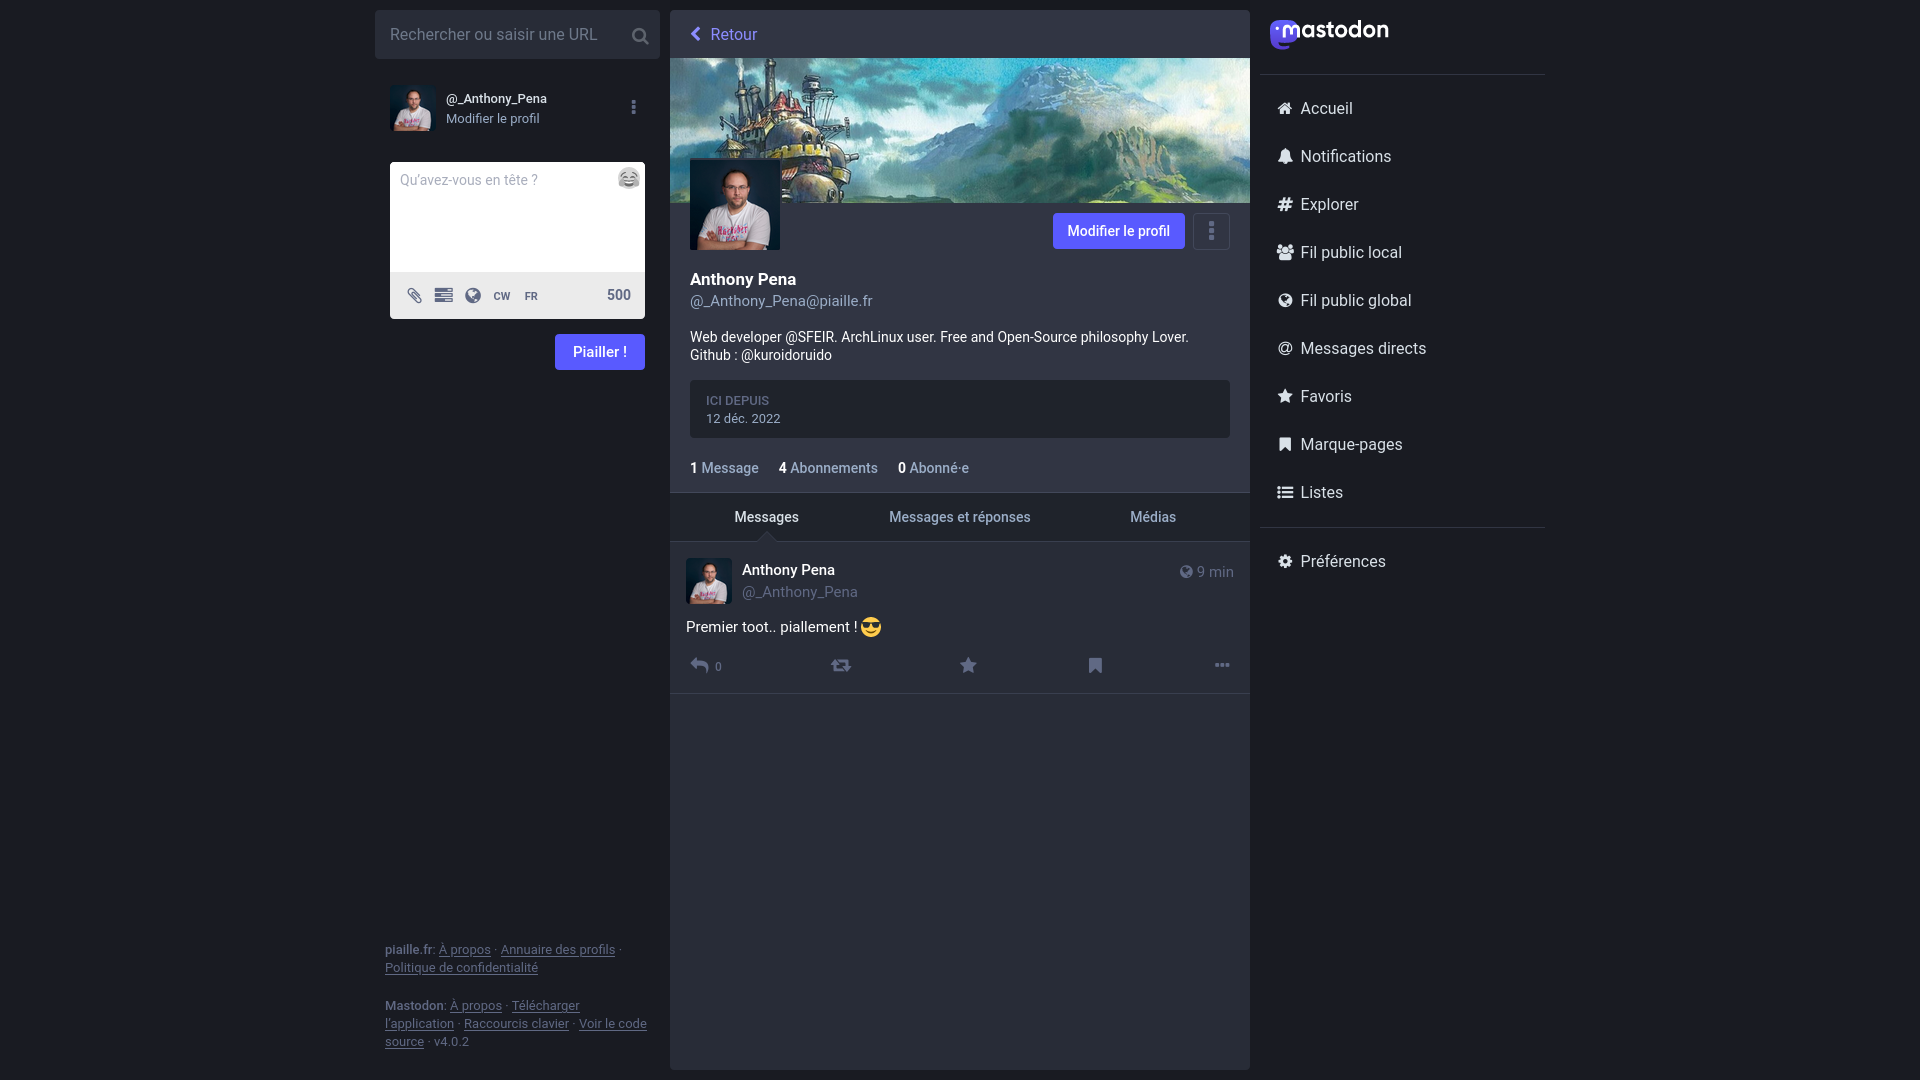 Rechercher ou saisir une URL
@_Anthony_Pena
Modifier le profil
Qu’avez-vous en tête ?
CW FR 500
Piailler !
piaille.fr: À propos · Annuaire des profils ·
Politique de confidentialité
Mastodon: À propos · Télécharger
l’application · Raccourcis clavier · Voir le code
source · v4.0.2
Retour
Modifier le profil
Anthony Pena
@_Anthony_Pena@piaille.fr
Web developer @SFEIR. ArchLinux user. Free and Open-Source philosophy Lover.
Github : @kuroidoruido
ICI DEPUIS
12 déc. 2022
1 Message 4 Abonnements 0 Abonné·e
Messages Messages et réponses Médias
Anthony Pena 9 min
@_Anthony_Pena
Premier toot.. piallement ! 😎
0
mastodon
Accueil
Notifications
Explorer
Fil public local
Fil public global
Messages directs
Favoris
Marque-pages
Listes
Préférences